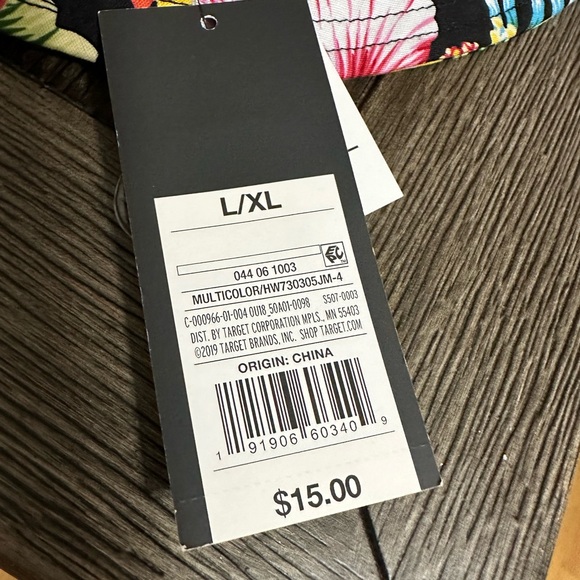 L/XL
044 06 1003
MULTICOLOR/HW730305JM-4
C-000966-01-004 0U18_50A01-0098 S507-0003
DIST. BY TARGET CORPORATION MPLS., MN 55403
©2019 TARGET BRANDS, INC. SHOP TARGET.COM
ORIGIN: CHINA
1 91906 60340 9
$15.00